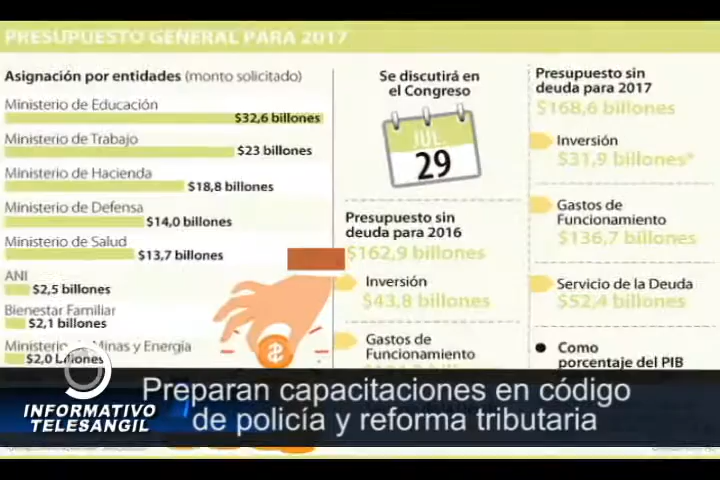 PRESUPUESTO GENERAL PARA 2017
Asignación por entidades (monto solicitado)
Ministerio de Educación
$32,6 billones
Ministerio de Trabajo
$23 billones
Ministerio de Hacienda
$18,8 billones
Ministerio de Defensa
$14,0 billones
Ministerio de Salud
$13,7 billones
ANI
$2,5 billones
Bienestar Familiar
$2,1 billones
Minas y Energía
$2,0
Se discutirá en
el Congreso
JUL
29
Presupuesto sin
deuda para 2016
$162,9 billones
Inversión
$43,8 billones
Gastos de
Funcionamiento
Presupuesto sin
deuda para 2017
$168,6 billones
Inversión
$31,9 billones*
Gastos de
Funcionamiento
$136,7 billones
Servicio de la Deuda
$52,4 billones
Como
porcentaje del PIB
Preparan capacitaciones en código
de policía y reforma tributaria
INFORMATIVO
TELESANGIL